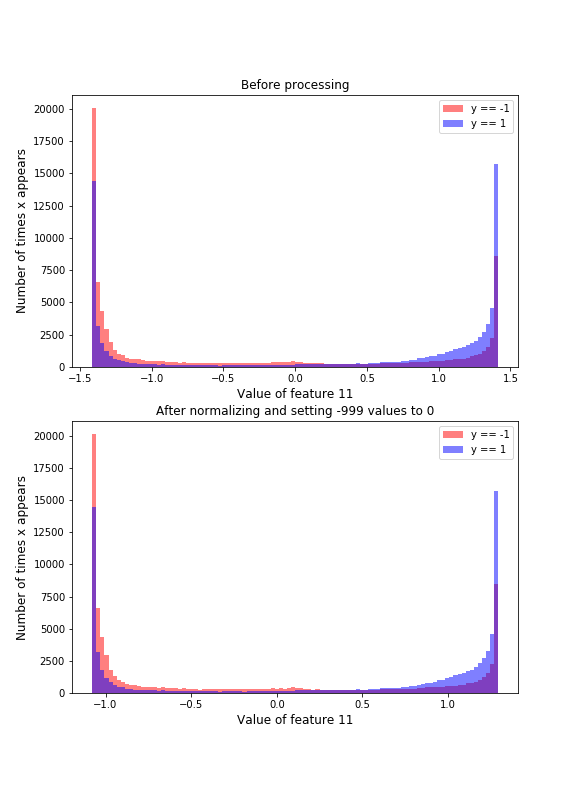 Before processing
20000
17500
15000
12500
10000
7500
5000
2500
0
Number of times x appears
y == -1
y == 1
−1.5 −1.0 −0.5 0.0 0.5 1.0 1.5
Value of feature 11
After normalizing and setting -999 values to 0
20000
17500
15000
12500
10000
7500
5000
2500
0
Number of times x appears
y == -1
y == 1
−1.0 −0.5 0.0 0.5 1.0
Value of feature 11